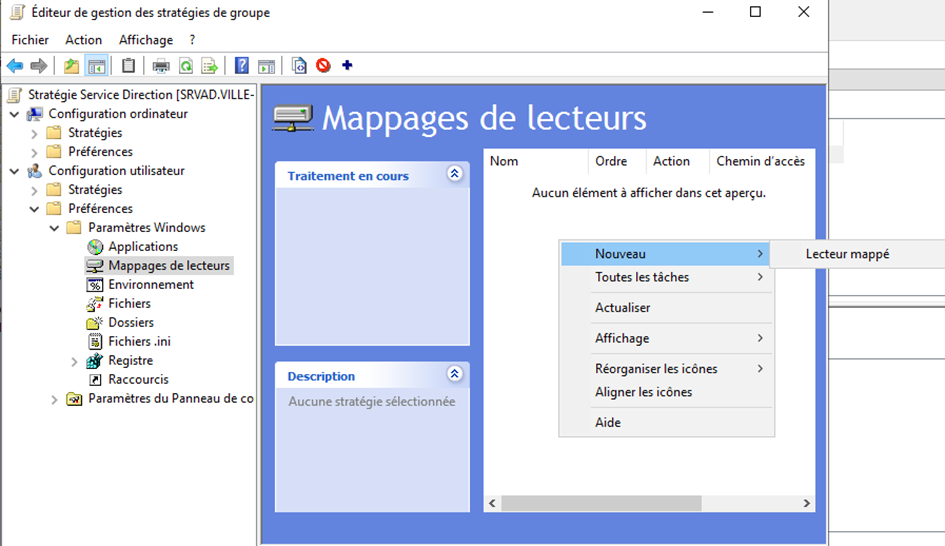 Éditeur de gestion des stratégies de groupe
Fichier Action Affichage ?
Stratégie Service Direction [SRVAD.VILLE-
Configuration ordinateur
Stratégies
Préférences
Configuration utilisateur
Stratégies
Préférences
Paramètres Windows
Applications
Mappages de lecteurs
Environnement
Fichiers
Dossiers
Fichiers .ini
Registre
Raccourcis
Paramètres du Panneau de co
Mappages de lecteurs
Traitement en cours
Description
Aucune stratégie sélectionnée
Nom Ordre Action Chemin d'accès
Aucun élément à afficher dans cet aperçu.
Nouveau
Toutes les tâches
Actualiser
Affichage
Réorganiser les icônes
Aligner les icônes
Aide
Lecteur mappé